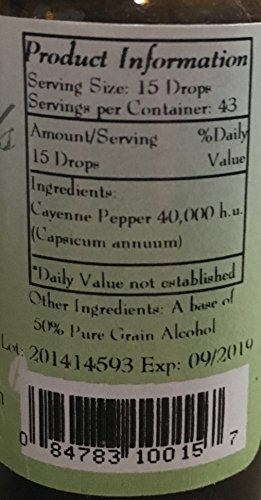 Product Information
Serving Size: 15 Drops
Servings per Container: 43
Amount/Serving %Daily
15 Drops Value
Ingredients:
Cayenne Pepper 40,000 h.u.
(Capsicum annuum)
*Daily Value not established
Other Ingredients: A base of
50% Pure Grain Alcohol
Lot: 201414593 Exp: 09/2019
0 84783 10015 7